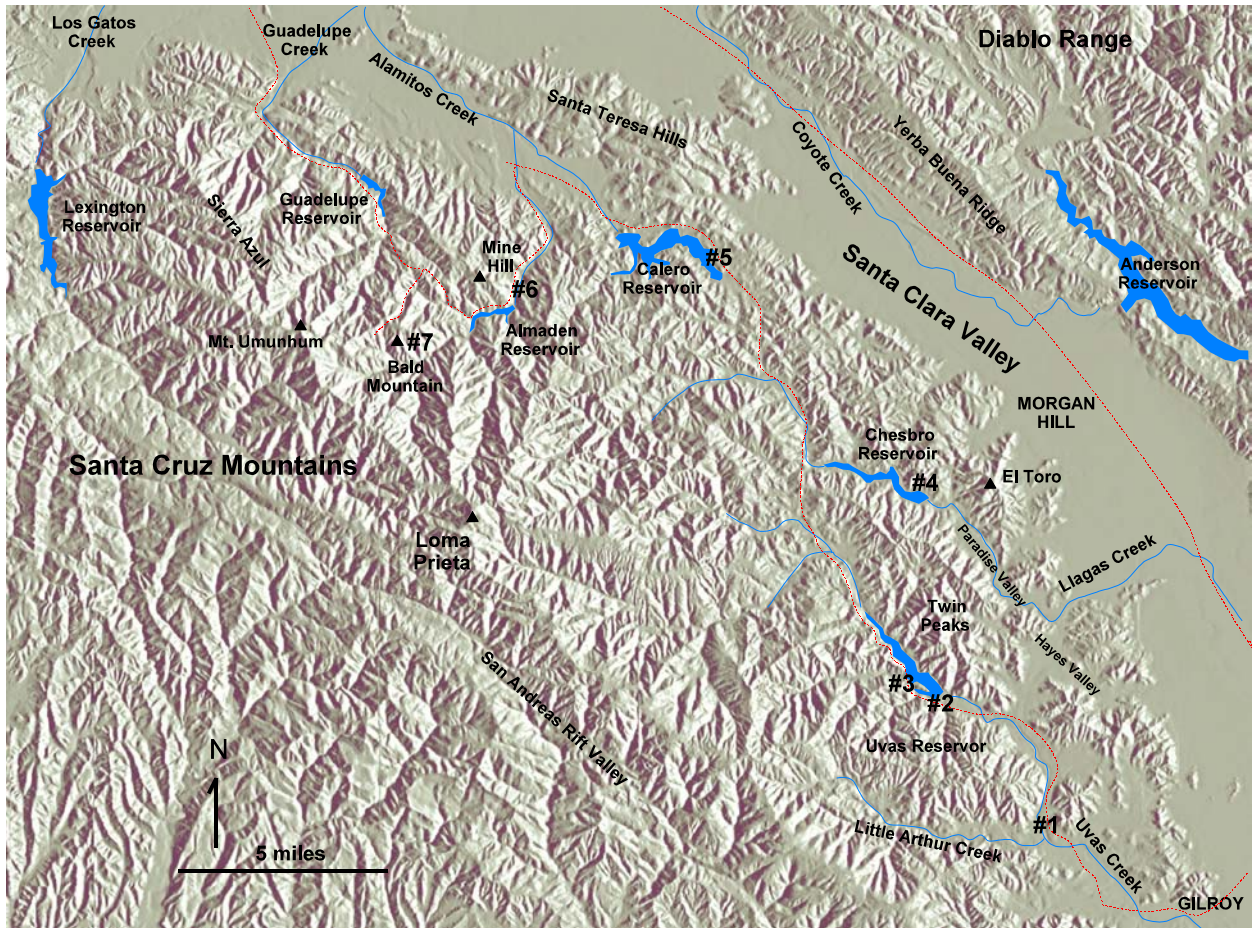 Los Gatos
Creek
Guadelupe
Creek
Diablo Range
Alamitos Creek
Santa Teresa Hills
Coyote Creek
Yerba Buena Ridge
Lexington
Reservoir
Sierra Azul
Guadelupe
Reservoir
Mine
Hill
#6
#5
Calero
Reservoir
Santa Clara Valley
Anderson
Reservoir
Mt. Umunhum
#7
Bald
Mountain
Almaden
Reservoir
MORGAN
HILL
Chesbro
Reservoir
#4
El Toro
Santa Cruz Mountains
Loma
Prieta
Paradise Valley
Llagas Creek
Twin
Peaks
Hayes Valley
San Andreas Rift Valley
#3
#2
Uvas Reservor
N
5 miles
Little Arthur Creek
#1
Uvas Creek
GILROY